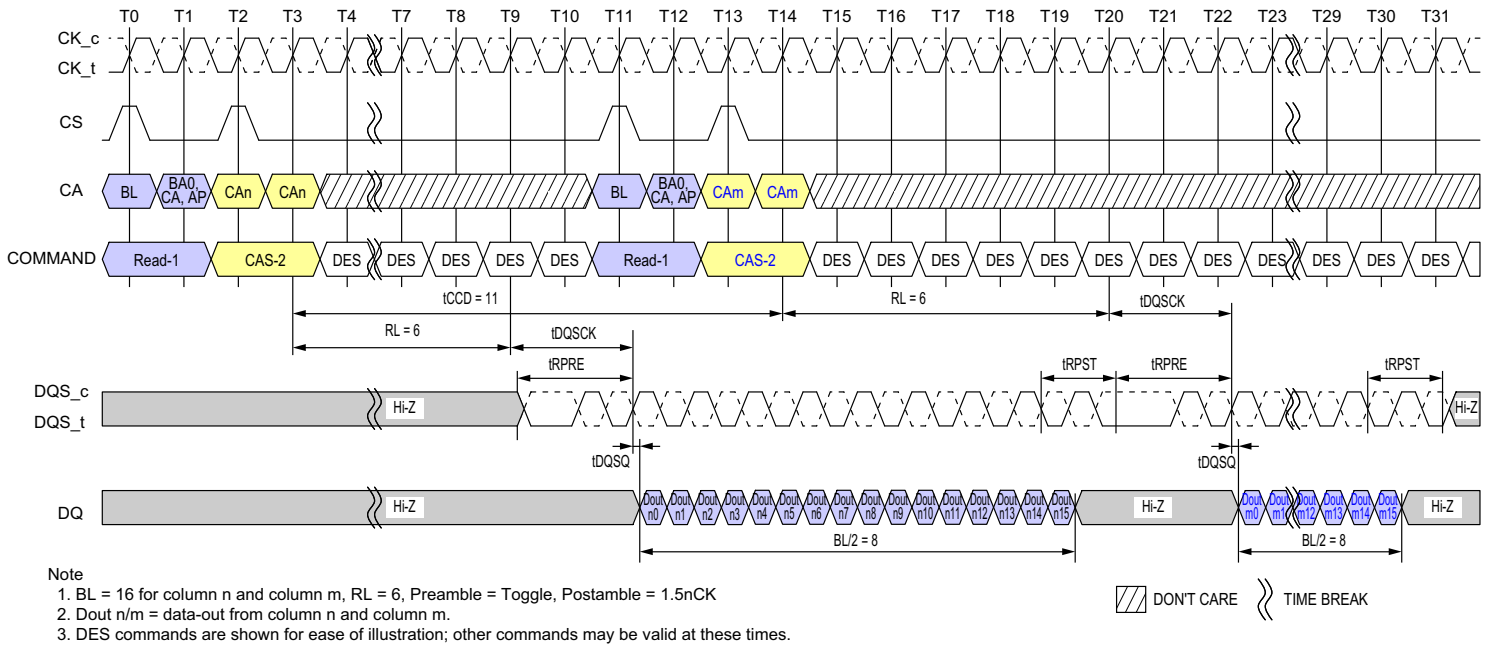 T0 T1 T2 T3 T4 T7 T8 T9 T10 T11 T12 T13 T14 T15 T16 T17 T18 T19 T20 T21 T22 T23 T29 T30 T31
CK_c
CK_t
CS
CA BL BA0, CA, AP CAn CAn BL BA0, CA, AP CAm CAm
COMMAND Read-1 CAS-2 DES DES DES DES DES Read-1 CAS-2 DES DES DES DES DES DES DES DES DES DES DES DES
tCCD = 11 RL = 6 tDQSCK
RL = 6 tDQSCK
tRPRE tRPST tRPRE tRPST
DQS_c
DQS_t
Hi-Z Hi-Z
tDQSQ tDQSQ
DQ Hi-Z Dout n0 Dout n1 Dout n2 Dout n3 Dout n4 Dout n5 Dout n6 Dout n7 Dout n8 Dout n9 Dout n10 Dout n11 Dout n12 Dout n13 Dout n14 Dout n15 Hi-Z Dout m0 Dout m1 Dout m12 Dout m13 Dout m14 Dout m15 Hi-Z
BL/2 = 8 BL/2 = 8
Note
1. BL = 16 for column n and column m, RL = 6, Preamble = Toggle, Postamble = 1.5nCK
2. Dout n/m = data-out from column n and column m.
3. DES commands are shown for ease of illustration; other commands may be valid at these times.
DON'T CARE TIME BREAK